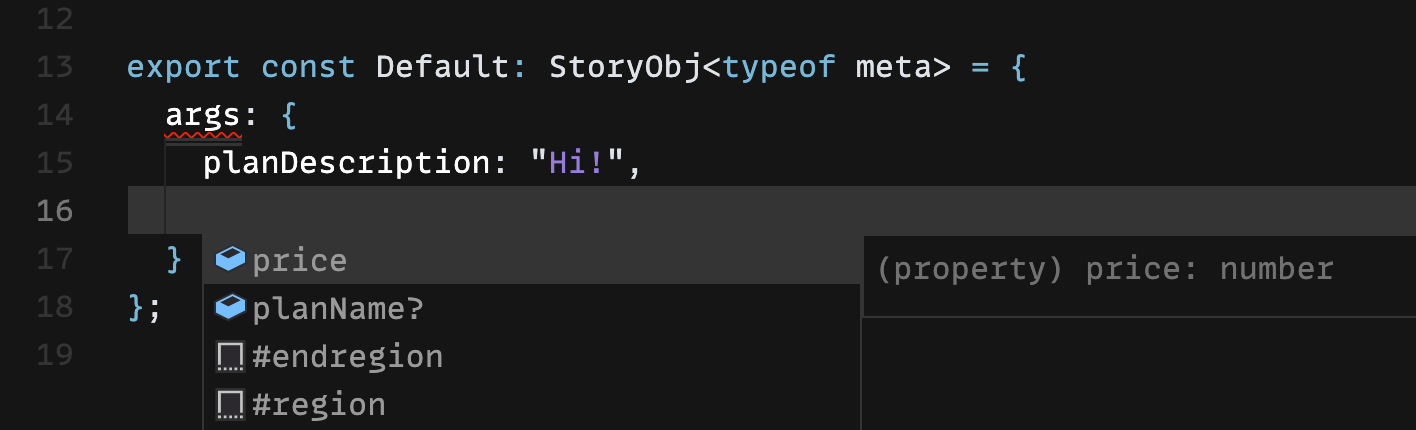 12
13 export const Default: StoryObj<typeof meta> = {
14 args: {
15 planDescription: "Hi!",
16
17 }
price
(property) price: number
18 };
planName?
19
#endregion
#region